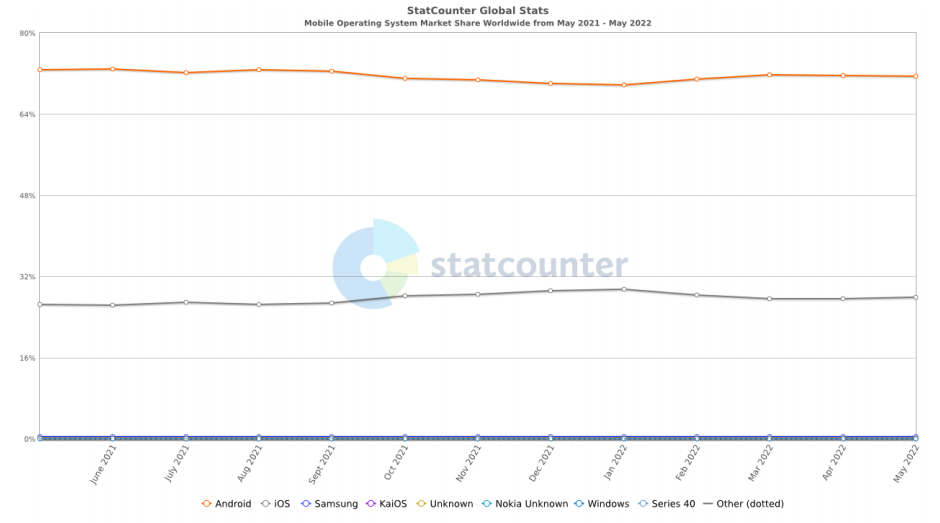 StatCounter Global Stats
Mobile Operating System Market Share Worldwide from May 2021 - May 2022
80%
64%
48%
statcounter
32%
16%
0%
June 2021 July 2021 Aug 2021 Sept 2021 Oct 2021 Nov 2021 Dec 2021 Jan 2022 Feb 2022 Mar 2022 Apr 2022 May 2022
Android iOS Samsung KaiOS Unknown Nokia Unknown Windows Series 40 Other (dotted)